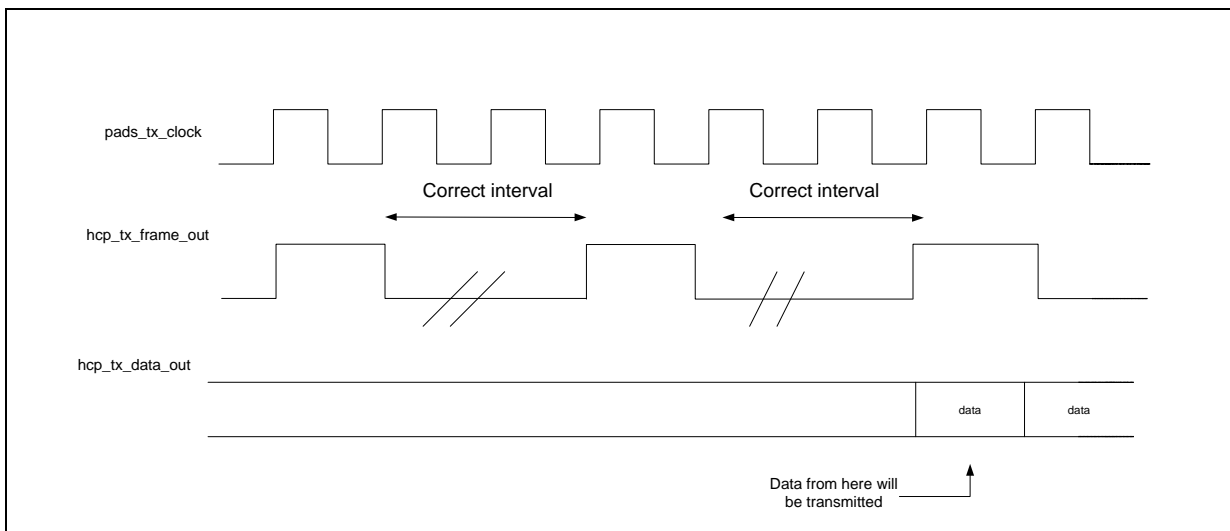 pads_tx_clock
Correct interval
Correct interval
hcp_tx_frame_out
hcp_tx_data_out
data
data
Data from here will
be transmitted